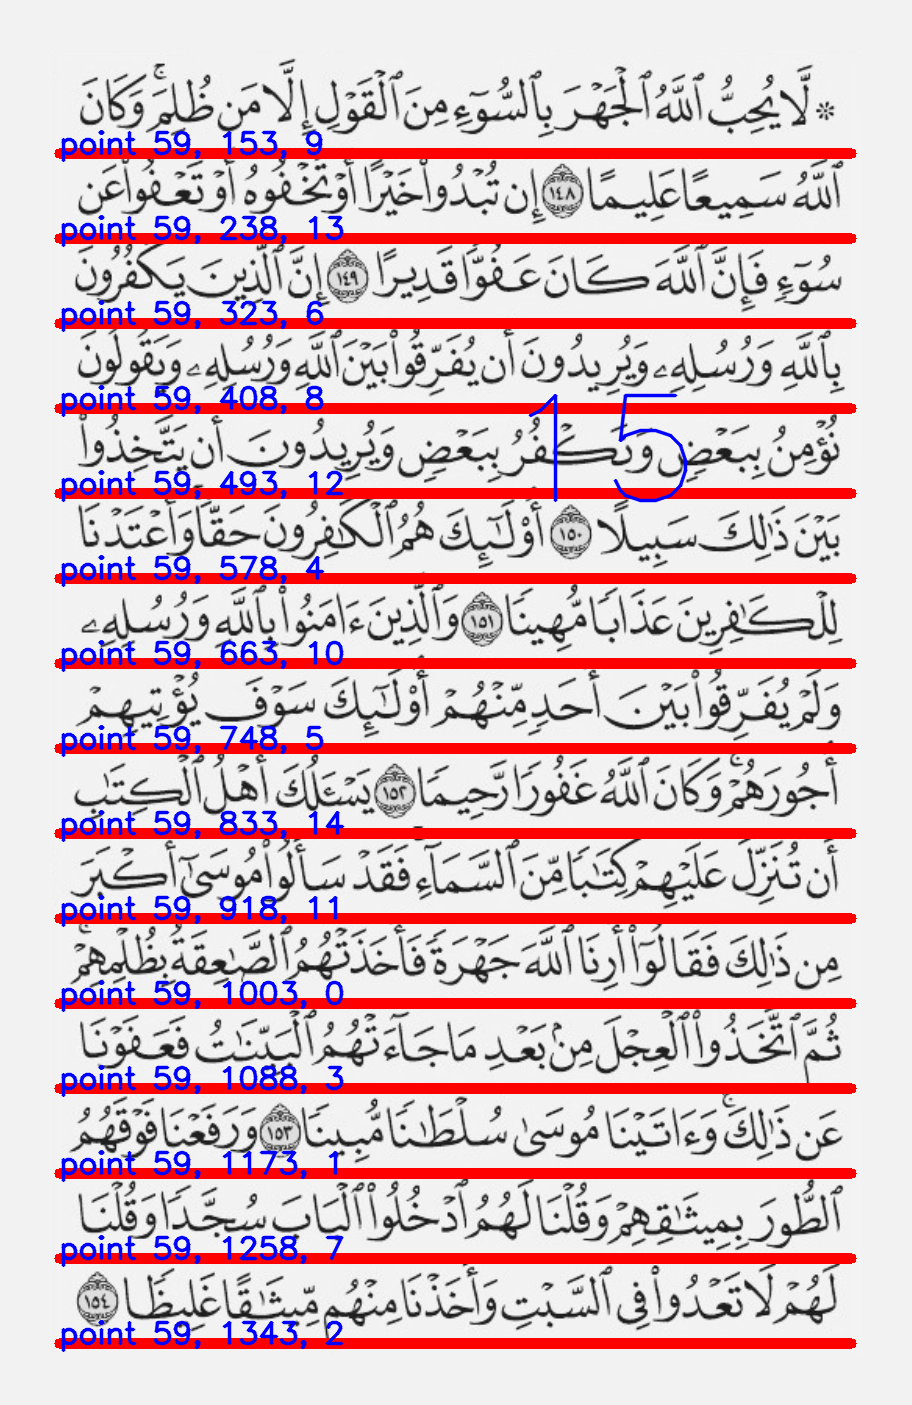 ۞ لَّا يُحِبُّ ٱللَّهُ ٱلْجَهْرَ بِٱلسُّوٓءِ مِنَ ٱلْقَوْلِ إِلَّا مَن ظُلِمَ ۚ وَكَانَ
point 59, 153, 9
ٱللَّهُ سَمِيعًا عَلِيمًا ١٤٨ إِن تُبْدُوا۟ خَيْرًا أَوْ تُخْفُوهُ أَوْ تَعْفُوا۟ عَن
point 59, 238, 13
سُوٓءٍ فَإِنَّ ٱللَّهَ كَانَ عَفُوًّا قَدِيرًا ١٤٩ إِنَّ ٱلَّذِينَ يَكْفُرُونَ
point 59, 323, 6
بِٱللَّهِ وَرُسُلِهِۦ وَيُرِيدُونَ أَن يُفَرِّقُوا۟ بَيْنَ ٱللَّهِ وَرُسُلِهِۦ وَيَقُولُونَ
point 59, 408, 8
15
نُؤْمِنُ بِبَعْضٍ وَنَكْفُرُ بِبَعْضٍ وَيُرِيدُونَ أَن يَتَّخِذُوا۟
point 59, 493, 12
بَيْنَ ذَٰلِكَ سَبِيلًا ١٥٠ أُو۟لَـٰٓئِكَ هُمُ ٱلْكَـٰفِرُونَ حَقًّا ۚ وَأَعْتَدْنَا
point 59, 578, 4
لِلْكَـٰفِرِينَ عَذَابًا مُّهِينًا ١٥١ وَٱلَّذِينَ ءَامَنُوا۟ بِٱللَّهِ وَرُسُلِهِۦ
point 59, 663, 10
وَلَمْ يُفَرِّقُوا۟ بَيْنَ أَحَدٍ مِّنْهُمْ أُو۟لَـٰٓئِكَ سَوْفَ يُؤْتِيهِمْ
point 59, 748, 5
أُجُورَهُمْ ۗ وَكَانَ ٱللَّهُ غَفُورًا رَّحِيمًا ١٥٢ يَسْـَٔلُكَ أَهْلُ ٱلْكِتَـٰبِ
point 59, 833, 14
أَن تُنَزِّلَ عَلَيْهِمْ كِتَـٰبًا مِّنَ ٱلسَّمَآءِ ۚ فَقَدْ سَأَلُوا۟ مُوسَىٰٓ أَكْبَرَ
point 59, 918, 11
مِن ذَٰلِكَ فَقَالُوٓا۟ أَرِنَا ٱللَّهَ جَهْرَةً فَأَخَذَتْهُمُ ٱلصَّـٰعِقَةُ بِظُلْمِهِمْ ۚ
point 59, 1003, 0
ثُمَّ ٱتَّخَذُوا۟ ٱلْعِجْلَ مِنۢ بَعْدِ مَا جَآءَتْهُمُ ٱلْبَيِّنَـٰتُ فَعَفَوْنَا
point 59, 1088, 3
عَن ذَٰلِكَ ۚ وَءَاتَيْنَا مُوسَىٰ سُلْطَـٰنًا مُّبِينًا ١٥٣ وَرَفَعْنَا فَوْقَهُمُ
point 59, 1173, 1
ٱلطُّورَ بِمِيثَـٰقِهِمْ وَقُلْنَا لَهُمُ ٱدْخُلُوا۟ ٱلْبَابَ سُجَّدًا وَقُلْنَا
point 59, 1258, 7
لَهُمْ لَا تَعْدُوا۟ فِى ٱلسَّبْتِ وَأَخَذْنَا مِنْهُم مِّيثَـٰقًا غَلِيظًا ١٥٤
point 59, 1343, 2